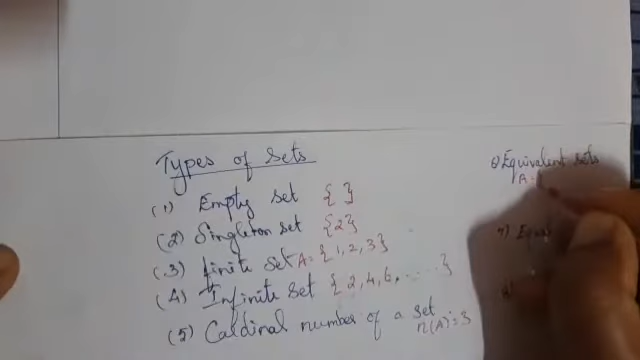 Types of Sets
(1) Empty set { }
(2) Singleton set {2}
(3) finite set A={1,2,3}
(4) Infinite set {2,4,6,.....}
(5) Caldinal number of a set
n(A)=3
Equivalent sets
A=
7)